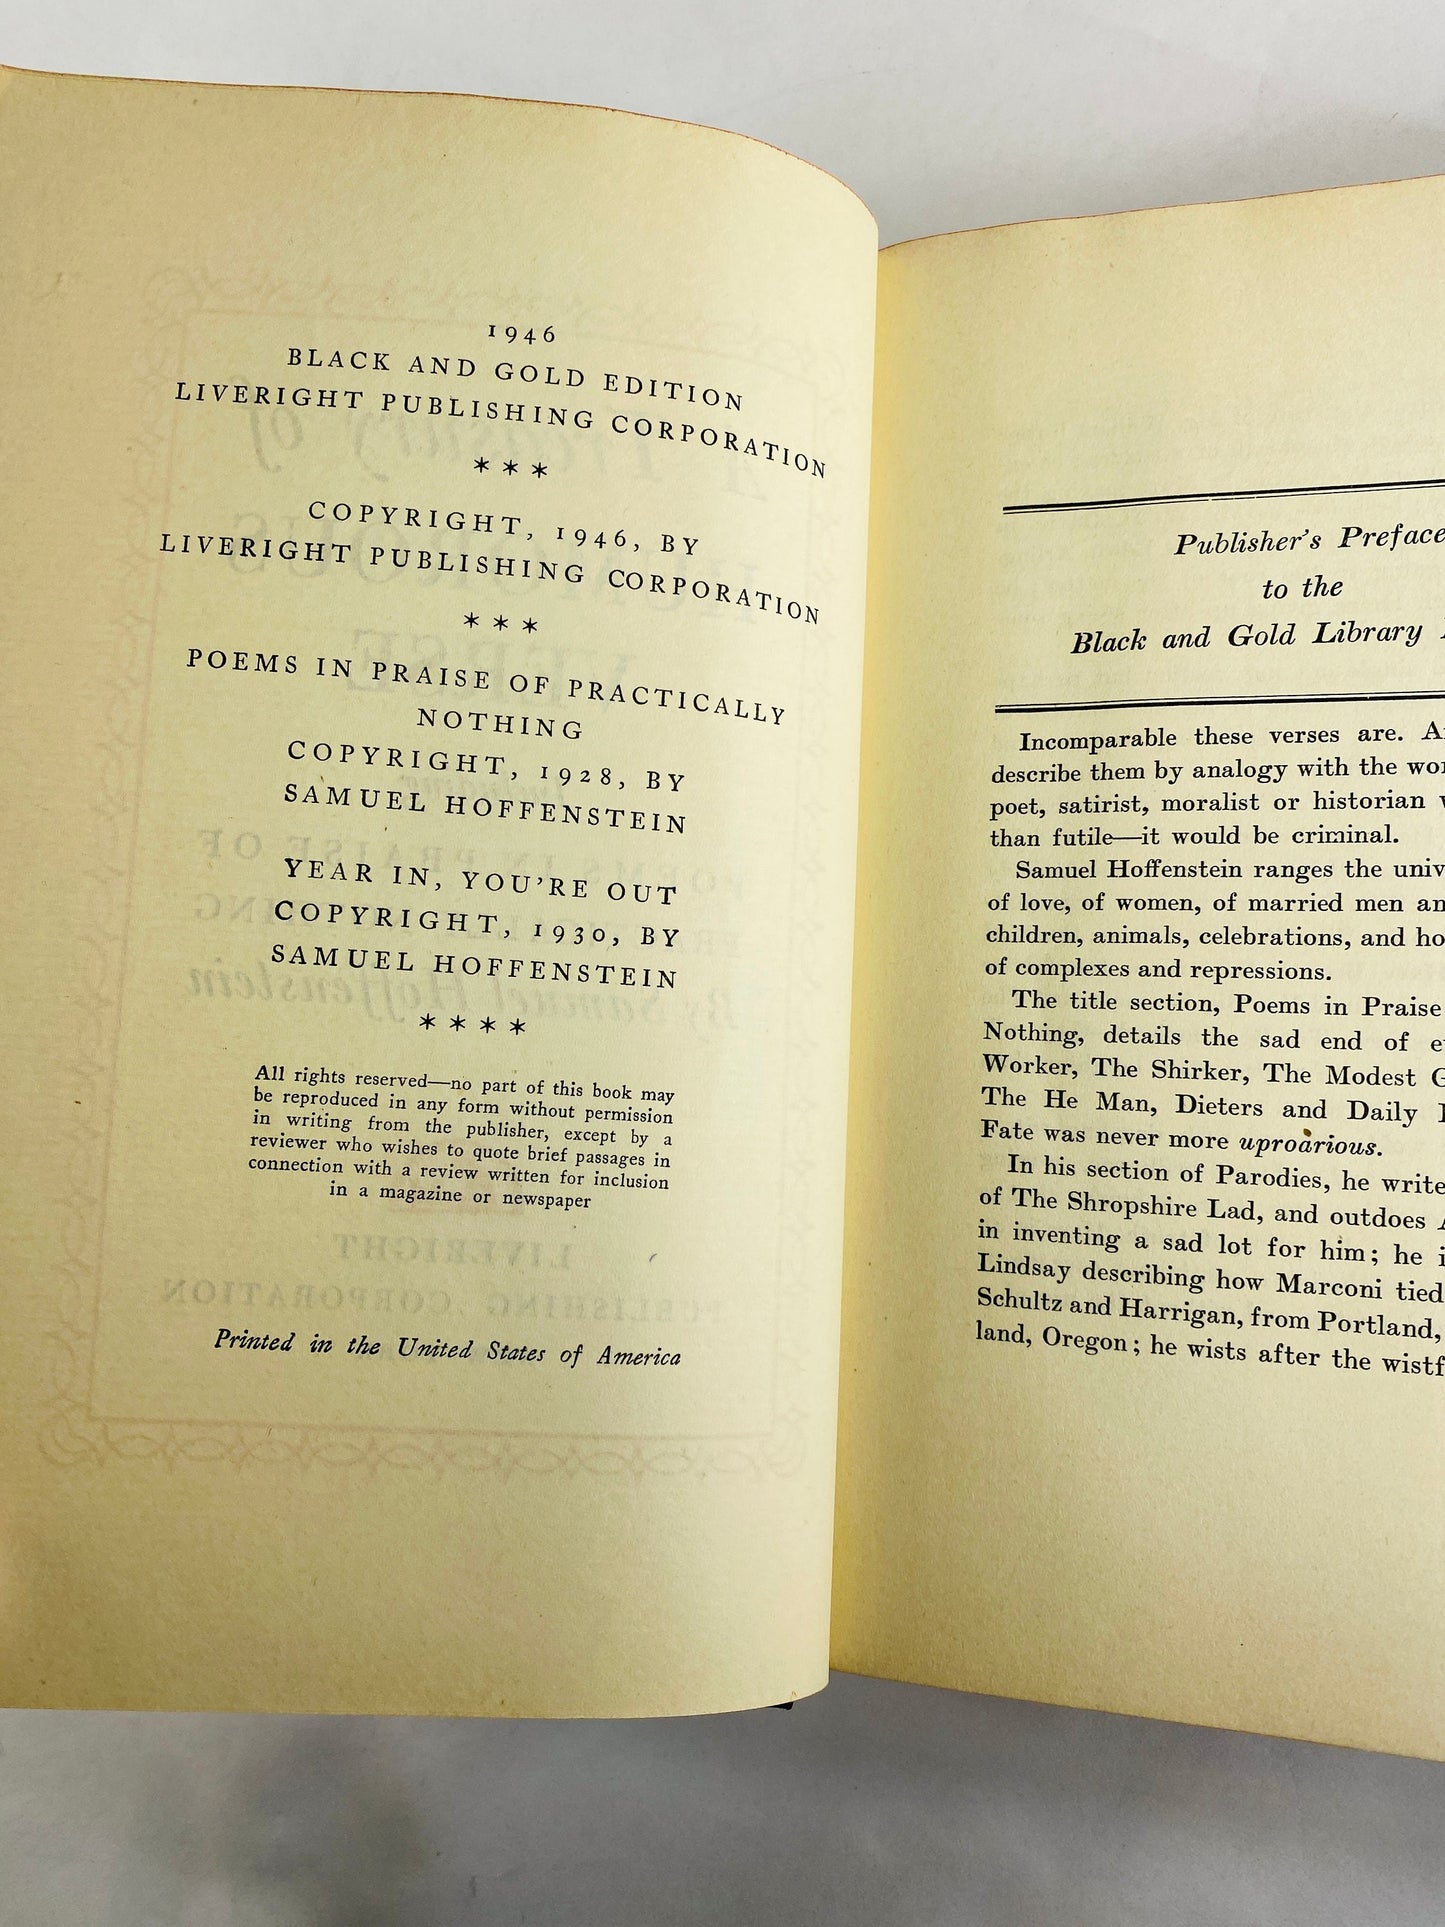 1946
BLACK AND GOLD EDITION
LIVERIGHT PUBLISHING CORPORATION
* * *
COPYRIGHT, 1946, BY
LIVERIGHT PUBLISHING CORPORATION
* * *
POEMS IN PRAISE OF PRACTICALLY
NOTHING
COPYRIGHT, 1928, BY
SAMUEL HOFFENSTEIN
YEAR IN, YOU'RE OUT
COPYRIGHT, 1930, BY
SAMUEL HOFFENSTEIN
* * * *
All rights reserved—no part of this book may
be reproduced in any form without permission
in writing from the publisher, except by a
reviewer who wishes to quote brief passages in
connection with a review written for inclusion
in a magazine or newspaper
Printed in the United States of America
Publisher's Preface
to the
Black and Gold Library
Incomparable these verses are.
describe them by analogy with the
poet, satirist, moralist or historian
than futile—it would be criminal.
Samuel Hoffenstein ranges the
of love, of women, of married men
children, animals, celebrations, and
of complexes and repressions.
The title section, Poems in Praise
Nothing, details the sad end of
Worker, The Shirker, The Modest
The He Man, Dieters and Daily
Fate was never more uproarious.
In his section of Parodies, he
of The Shropshire Lad, and outdoes
in inventing a sad lot for him; he
Lindsay describing how Marconi tied
Schultz and Harrigan, from Portland,
land, Oregon; he wists after the